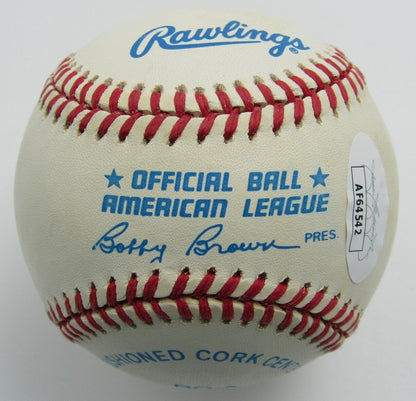 Rawlings®
★ OFFICIAL BALL ★
AMERICAN LEAGUE
Bobby Brown PRES.
AF64542
SHIONED CORK CENT